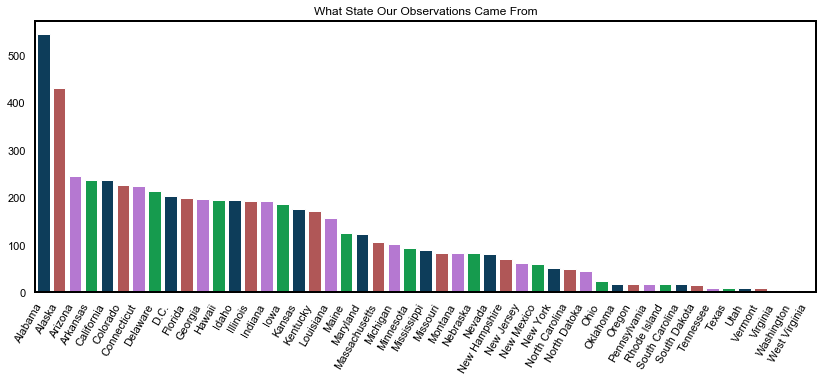 What State Our Observations Came From
500
400
300
200
100
0
Alabama
Alaska
Arizona
Arkansas
California
Colorado
Connecticut
Delaware
D.C.
Florida
Georgia
Hawaii
Idaho
Illinois
Indiana
Iowa
Kansas
Kentucky
Louisiana
Maine
Maryland
Massachusetts
Michigan
Minnesota
Mississippi
Missouri
Montana
Nebraska
Nevada
New Hampshire
New Jersey
New Mexico
New York
North Carolina
North Datoka
Ohio
Oklahoma
Oregon
Pennsylvania
Rhode Island
South Carolina
South Dakota
Tennessee
Texas
Utah
Vermont
Virginia
Washington
West Virginia